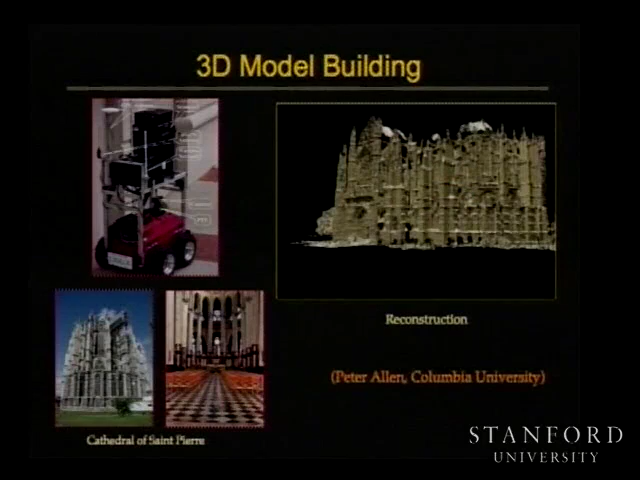 3D Model Building
Reconstruction
(Peter Allen, Columbia University)
Cathedral of Saint Pierre
STANFORD
UNIVERSITY